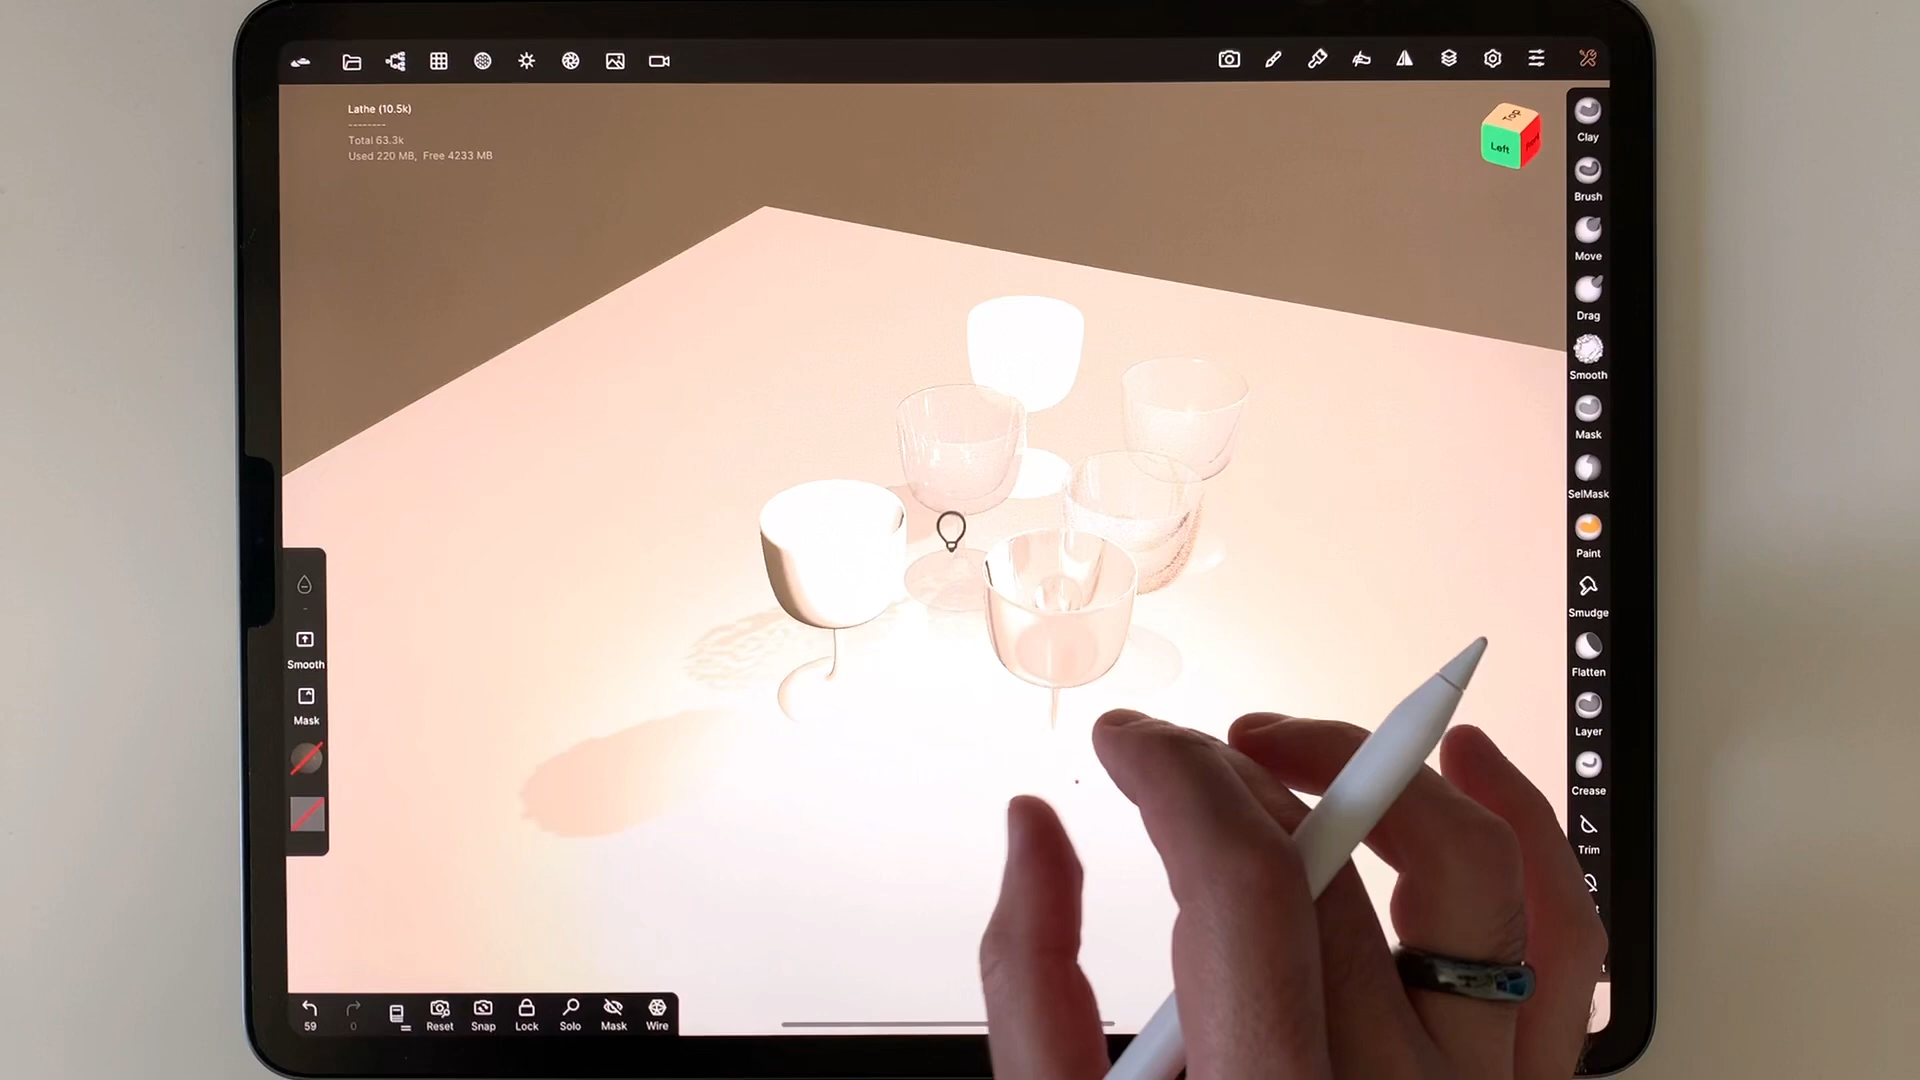 Lathe (10.5k)
--------
Total 63.3k
Used 220 MB, Free 4233 MB
Top
Left
Clay
Brush
Move
Drag
Smooth
Mask
SelMask
Paint
Smudge
Flatten
Layer
Crease
Trim
Smooth
Mask
59
0
Reset
Snap
Lock
Solo
Mask
Wire